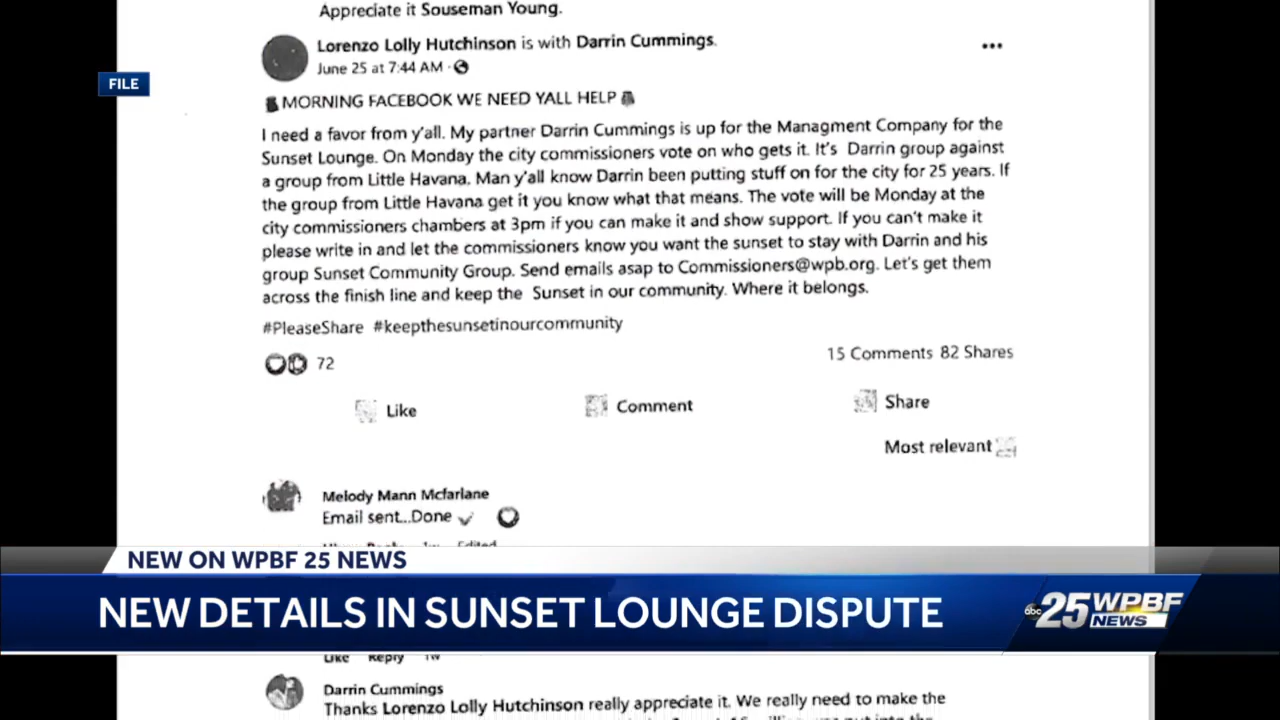 Appreciate it Souseman Young.
Lorenzo Lolly Hutchinson is with Darrin Cummings.
June 25 at 7:44 AM ·
FILE
MORNING FACEBOOK WE NEED YALL HELP
I need a favor from y'all. My partner Darrin Cummings is up for the Managment Company for the
Sunset Lounge. On Monday the city commissioners vote on who gets it. It's Darrin group against
a group from Little Havana. Man y'all know Darrin been putting stuff on for the city for 25 years. If
the group from Little Havana get it you know what that means. The vote will be Monday at the
city commissioners chambers at 3pm if you can make it and show support. If you can't make it
please write in and let the commissioners know you want the sunset to stay with Darrin and his
group Sunset Community Group. Send emails asap to Commissioners@wpb.org. Let's get them
across the finish line and keep the Sunset in our community. Where it belongs.
#PleaseShare #keepthesunsetinourcommunity
72
15 Comments 82 Shares
Like Comment Share
Most relevant
Melody Mann Mcfarlane
Email sent...Done
1w Edited
NEW ON WPBF 25 NEWS
NEW DETAILS IN SUNSET LOUNGE DISPUTE
abc 25 WPBF NEWS
Like Reply 1w
Darrin Cummings
Thanks Lorenzo Lolly Hutchinson really appreciate it. We really need to make the